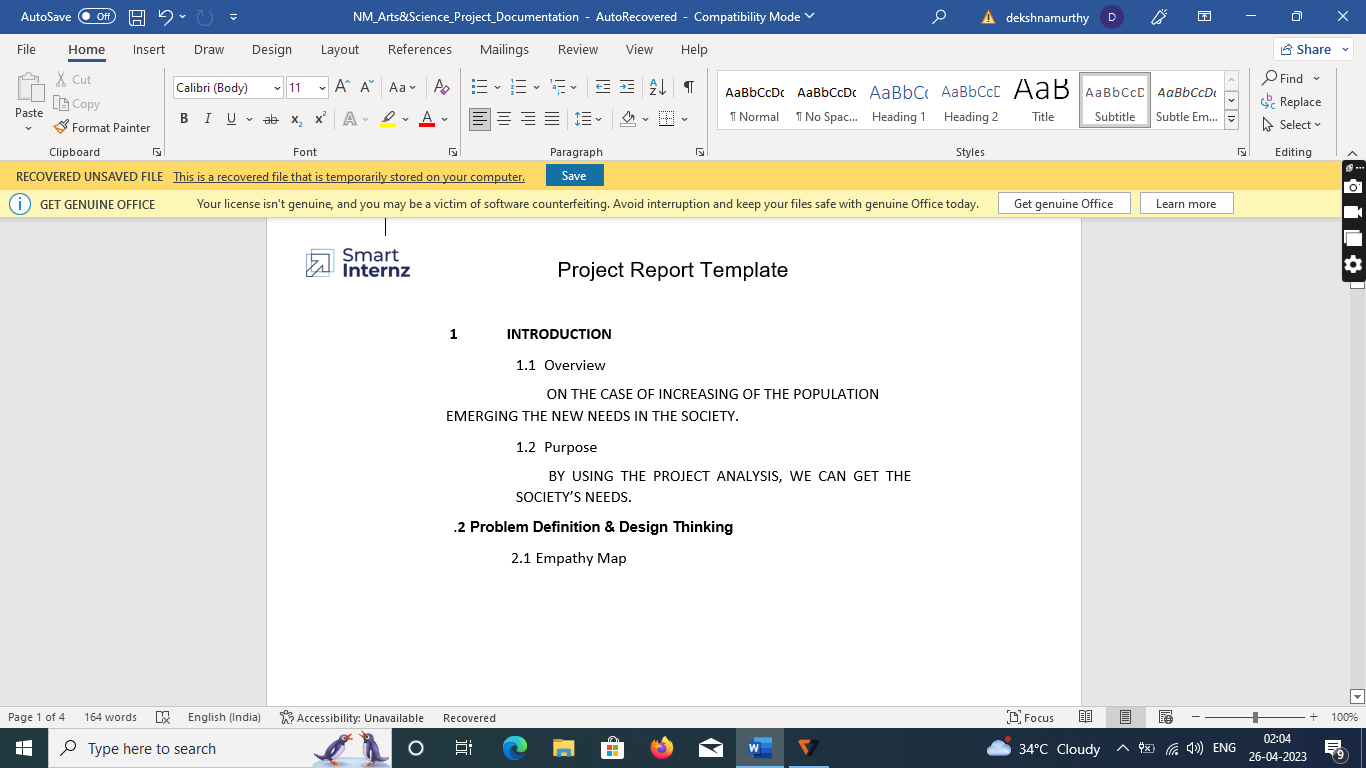 AutoSave Off NM_Arts&Science_Project_Documentation - AutoRecovered - Compatibility Mode dekshnamurthy D
File Home Insert Draw Design Layout References Mailings Review View Help Share
Paste
Cut
Copy
Format Painter
Clipboard
Calibri (Body) 11 A A Aa A
B I U ab x2 x2 A A
Font
Paragraph
AaBbCcDc AaBbCcDc AaBbCc AaBbCcE AaB AaBbCcD AaBbCcDc
¶ Normal ¶ No Spac... Heading 1 Heading 2 Title Subtitle Subtle Em...
Styles
Find
Replace
Select
Editing
RECOVERED UNSAVED FILE This is a recovered file that is temporarily stored on your computer. Save
GET GENUINE OFFICE Your license isn't genuine, and you may be a victim of software counterfeiting. Avoid interruption and keep your files safe with genuine Office today. Get genuine Office Learn more
Smart
Internz
Project Report Template
1 INTRODUCTION
1.1 Overview
ON THE CASE OF INCREASING OF THE POPULATION
EMERGING THE NEW NEEDS IN THE SOCIETY.
1.2 Purpose
BY USING THE PROJECT ANALYSIS, WE CAN GET THE
SOCIETY’S NEEDS.
.2 Problem Definition & Design Thinking
2.1 Empathy Map
Page 1 of 4 164 words English (India) Accessibility: Unavailable Recovered Focus 100%
Type here to search 34°C Cloudy ENG 02:04
26-04-2023 9